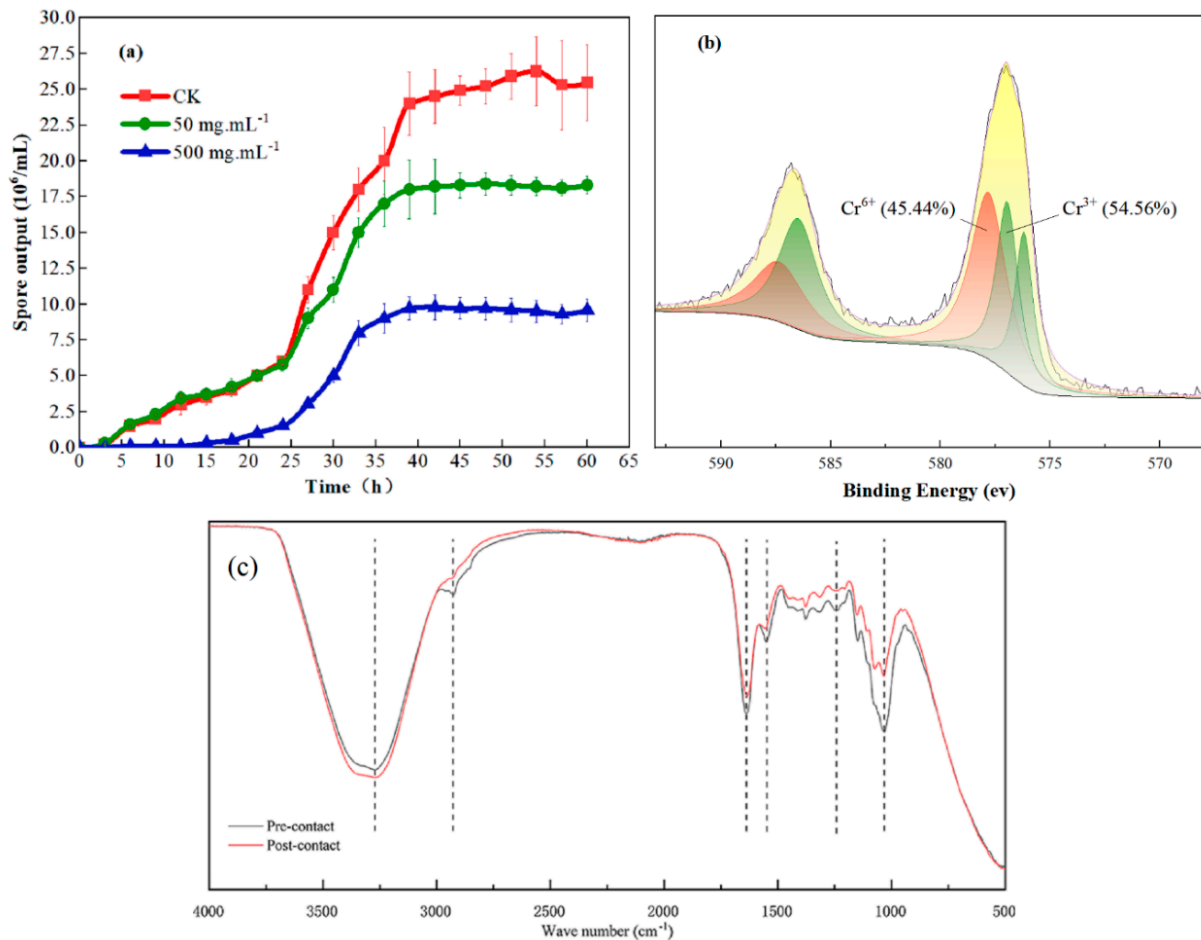 (a)
CK
50 mg.mL⁻¹
500 mg.mL⁻¹
Spore output (10⁶/mL)
30.0
27.5
25.0
22.5
20.0
17.5
15.0
12.5
10.0
7.5
5.0
2.5
0.0
0 5 10 15 20 25 30 35 40 45 50 55 60 65
Time（h）
(b)
Cr⁶⁺ (45.44%)
Cr³⁺ (54.56%)
590 585 580 575 570
Binding Energy (ev)
(c)
Pre-contact
Post-contact
4000 3500 3000 2500 2000 1500 1000 500
Wave number (cm⁻¹)